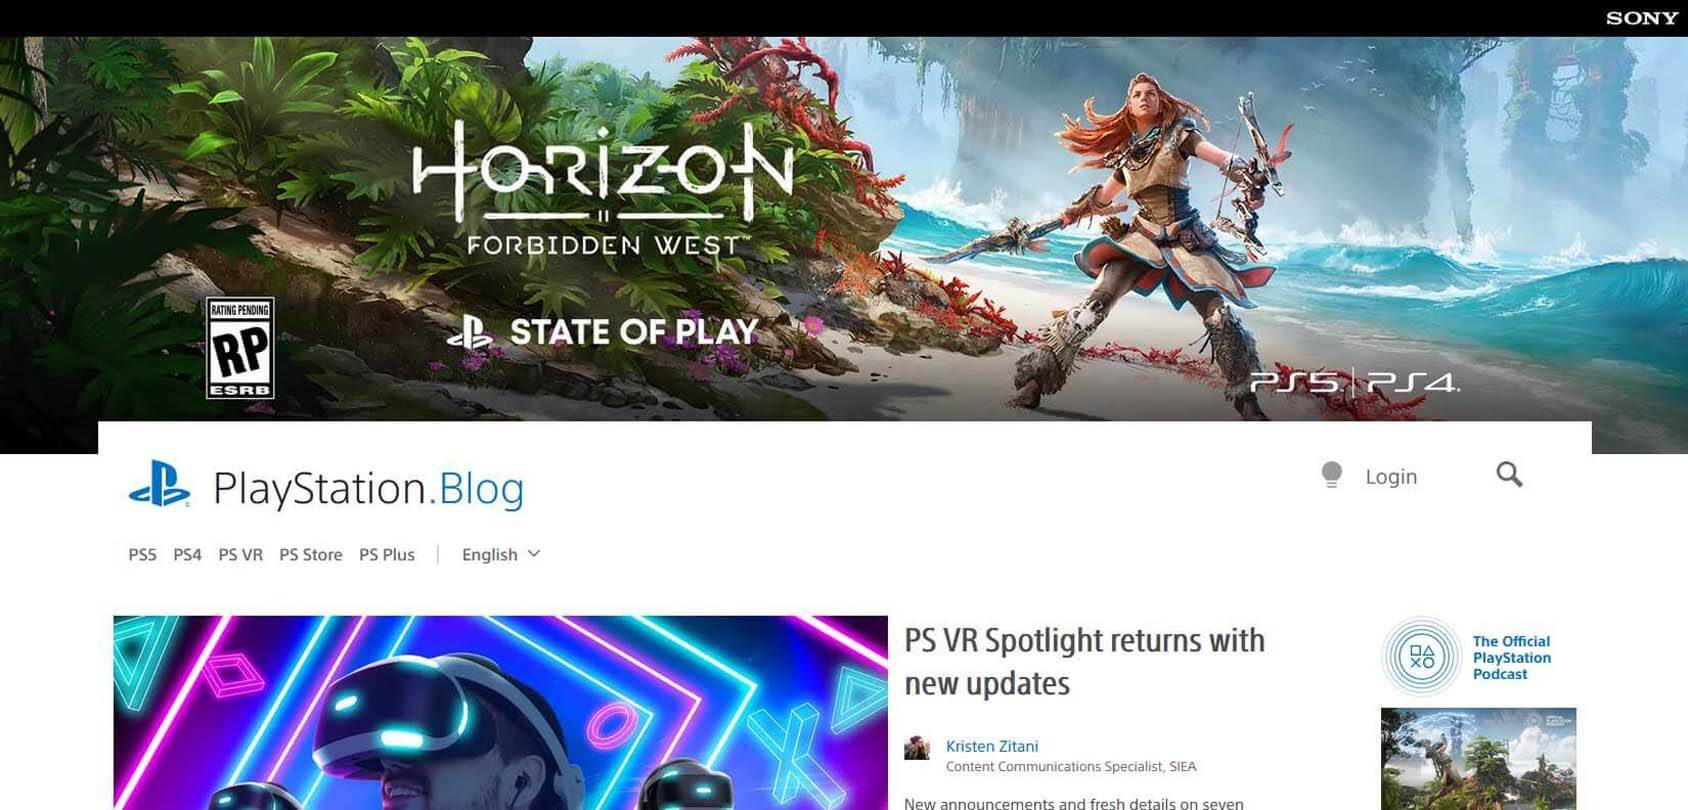 SONY
HORIZON
FORBIDDEN WEST™
RATING PENDING
RP
ESRB
STATE OF PLAY
PS5 | PS4
PlayStation.Blog
Login
PS5 PS4 PS VR PS Store PS Plus | English
PS VR Spotlight returns with
new updates
Kristen Zitani
Content Communications Specialist, SIEA
New announcements and fresh details on seven
The Official
PlayStation
Podcast